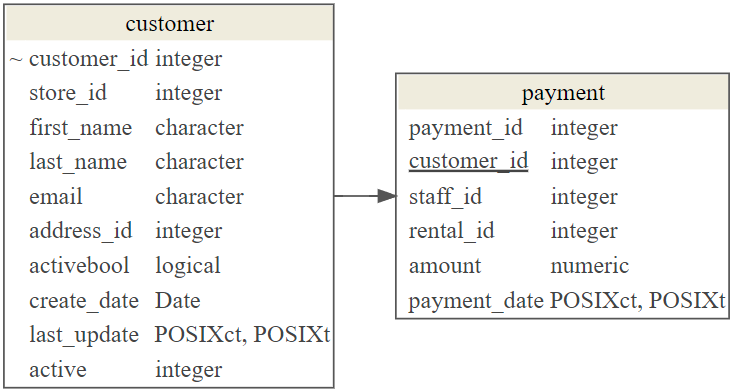 customer
~ customer_id integer
store_id integer
first_name character
last_name character
email character
address_id integer
activebool logical
create_date Date
last_update POSIXct, POSIXt
active integer
payment
payment_id integer
customer_id integer
staff_id integer
rental_id integer
amount numeric
payment_date POSIXct, POSIXt